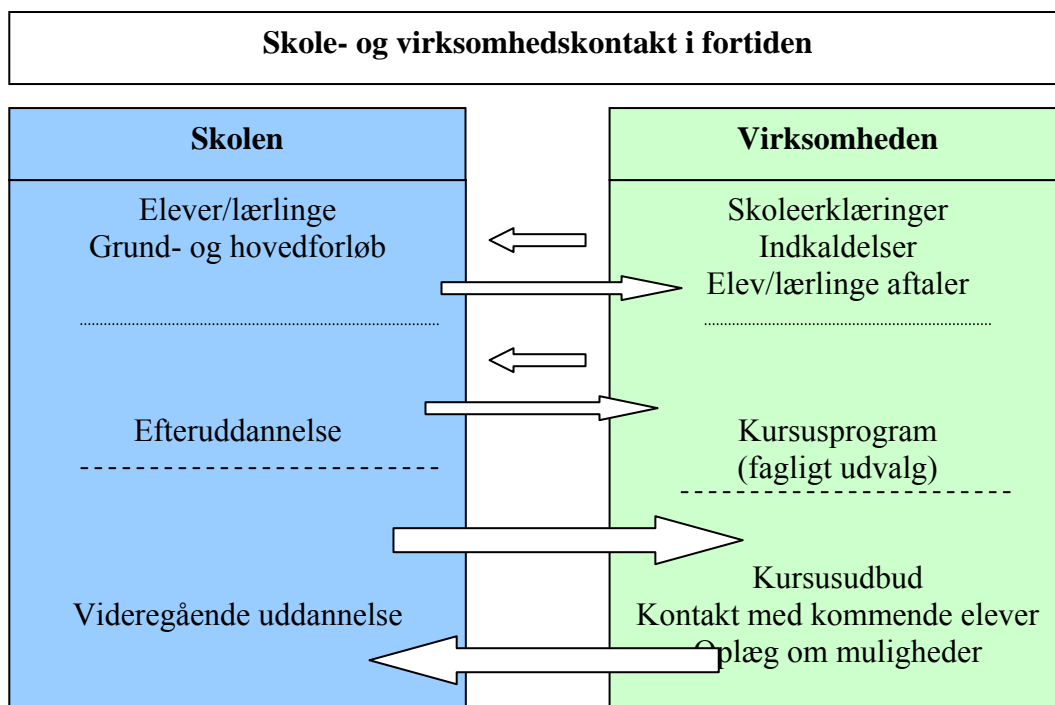 Skole- og virksomhedskontakt i fortiden
Skolen
Elever/lærlinge
Grund- og hovedforløb
Efteruddannelse
Videregående uddannelse
Virksomheden
Skoleerklæringer
Indkaldelser
Elev/lærlinge aftaler
Kursusprogram
(fagligt udvalg)
Kursusudbud
Kontakt med kommende elever
Oplæg om muligheder